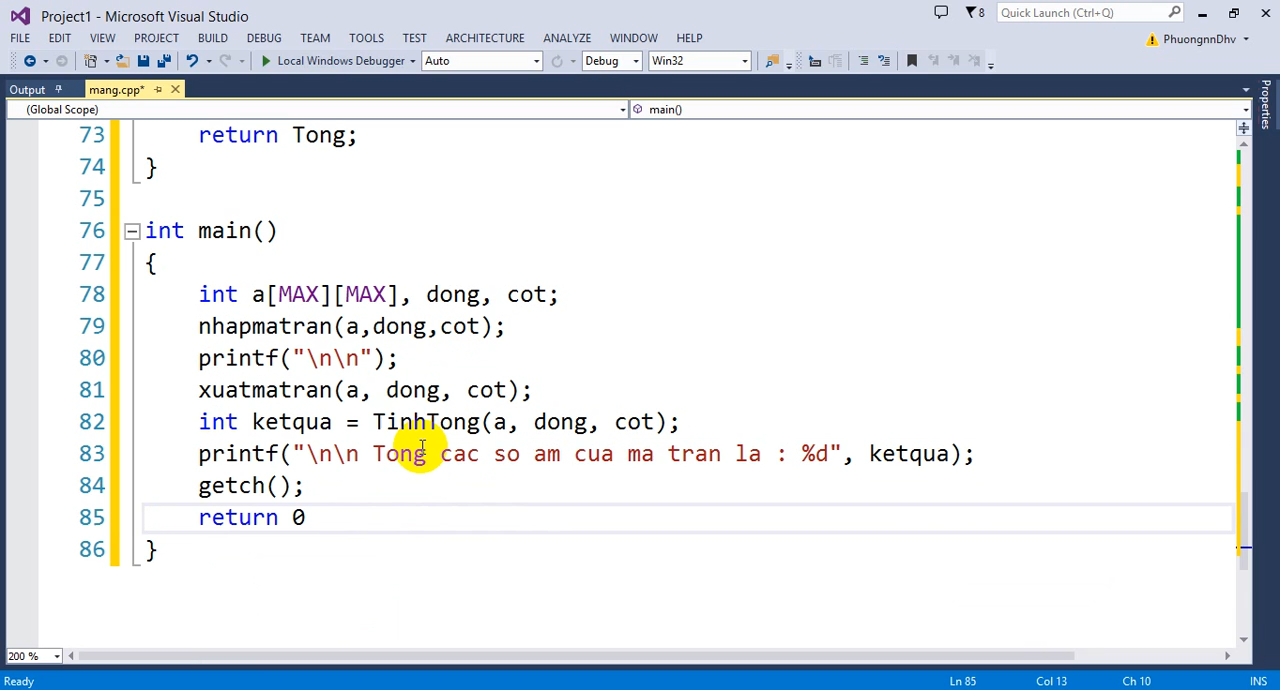 Project1 - Microsoft Visual Studio
8
Quick Launch (Ctrl+Q)
FILE EDIT VIEW PROJECT BUILD DEBUG TEAM TOOLS TEST ARCHITECTURE ANALYZE WINDOW HELP
PhuongnnDhv
Local Windows Debugger Auto Debug Win32
Output mang.cpp*
(Global Scope) main()
Properties
73 return Tong;
74 }
75
76 int main()
77 {
78 int a[MAX][MAX], dong, cot;
79 nhapmatran(a,dong,cot);
80 printf("\n\n");
81 xuatmatran(a, dong, cot);
82 int ketqua = TinhTong(a, dong, cot);
83 printf("\n\n Tong cac so am cua ma tran la : %d", ketqua);
84 getch();
85 return 0
86 }
200 %
Ready Ln 85 Col 13 Ch 10 INS